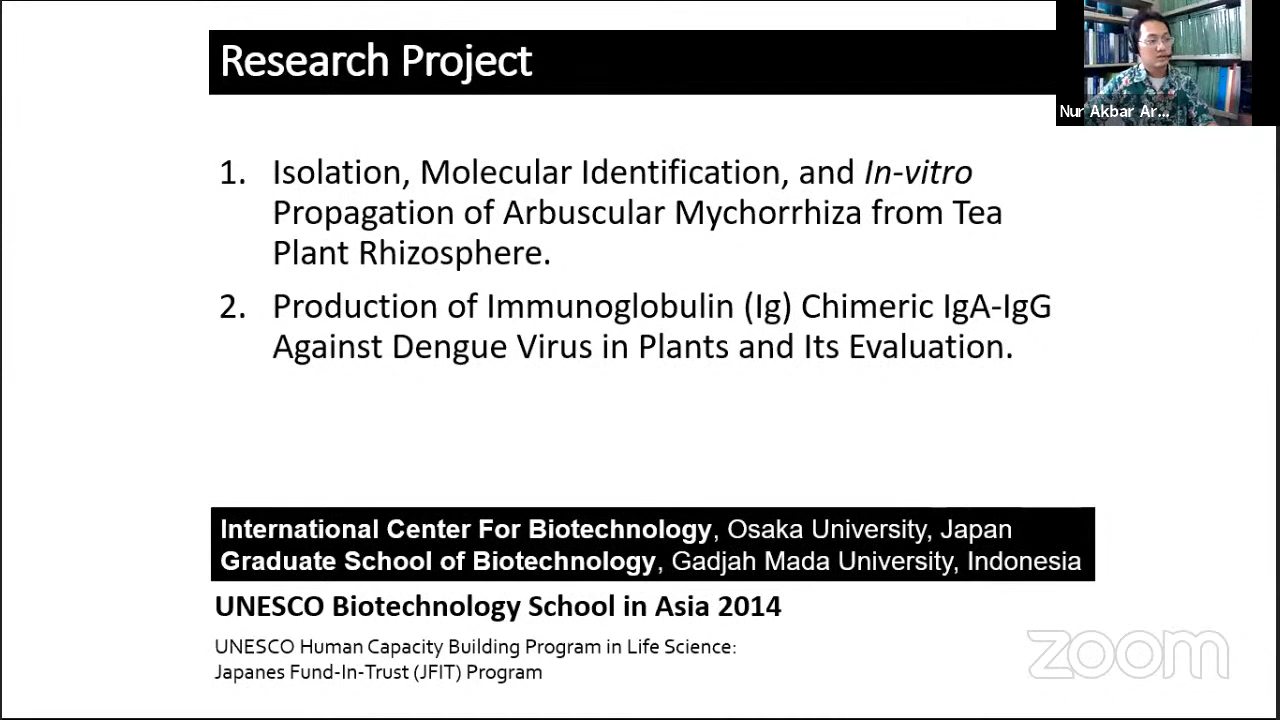 Research Project
Nur Akbar Ar...
1. Isolation, Molecular Identification, and In-vitro
Propagation of Arbuscular Mychorrhiza from Tea
Plant Rhizosphere.
2. Production of Immunoglobulin (Ig) Chimeric IgA-IgG
Against Dengue Virus in Plants and Its Evaluation.
International Center For Biotechnology, Osaka University, Japan
Graduate School of Biotechnology, Gadjah Mada University, Indonesia
UNESCO Biotechnology School in Asia 2014
UNESCO Human Capacity Building Program in Life Science:
Japanes Fund-In-Trust (JFIT) Program
zoom